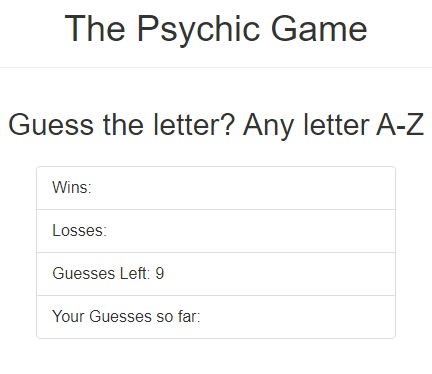 The Psychic Game
Guess the letter? Any letter A-Z
Wins:
Losses:
Guesses Left: 9
Your Guesses so far: